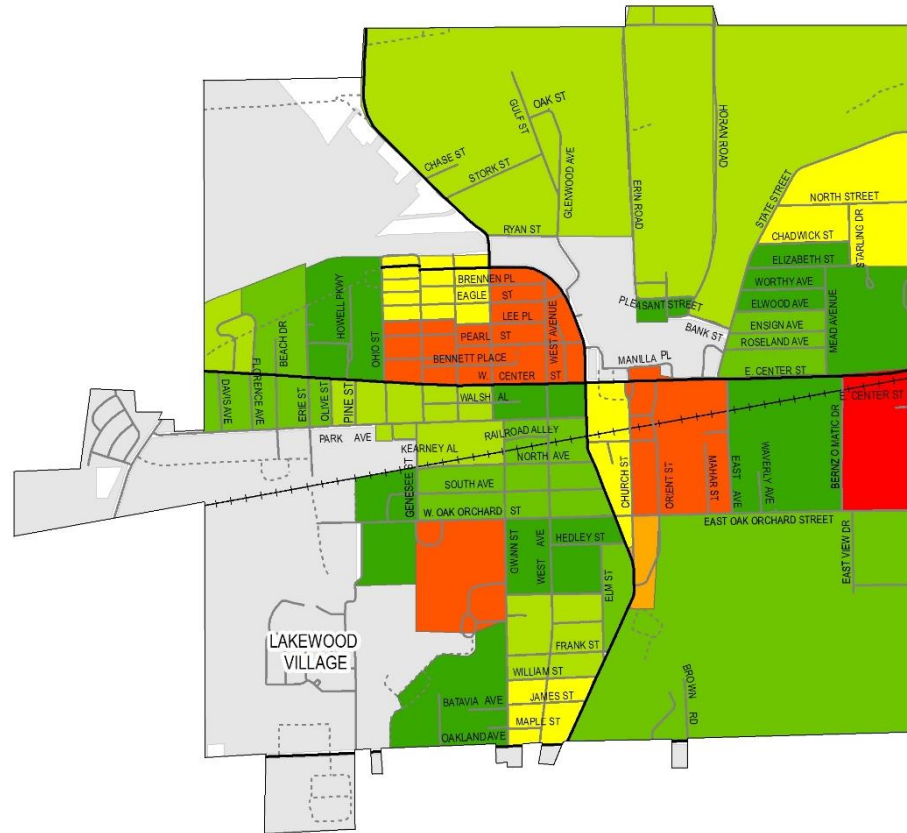 OAK ST
GULF ST
HORAN ROAD
CHASE ST
STORK ST
GLENWOOD AVE
ERIN ROAD
STATE STREET
NORTH STREET
RYAN ST
CHADWICK ST
STARLING DR
ELIZABETH ST
BRENNEN PL
WORTHY AVE
EAGLE ST
PLEASANT STREET
ELWOOD AVE
MEAD AVENUE
HOWELL PKWY
LEE PL
WEST AVENUE
BANK ST
ENSIGN AVE
BEACH DR
OHIO ST
PEARL ST
ROSELAND AVE
BENNETT PLACE
MANILLA PL
FLORENCE AVE
W. CENTER ST
E. CENTER ST
DAVIS AVE
ERIE ST
OLIVE ST
PINE ST
WALSH AL
E. CENTER ST
PARK AVE
RAILROAD ALLEY
KEARNEY AL
NORTH AVE
CHURCH ST
ORIENT ST
MAHAR ST
EAST AVE
WAVERLY AVE
BERNZ O MATIC DR
GENESEE ST
SOUTH AVE
W. OAK ORCHARD ST
EAST OAK ORCHARD STREET
GWINN ST
WEST AVE
HEDLEY ST
EAST VIEW DR
ELM ST
LAKEWOOD
VILLAGE
FRANK ST
WILLIAM ST
BROWN RD
BATAVIA AVE
JAMES ST
MAPLE ST
OAKLAND AVE